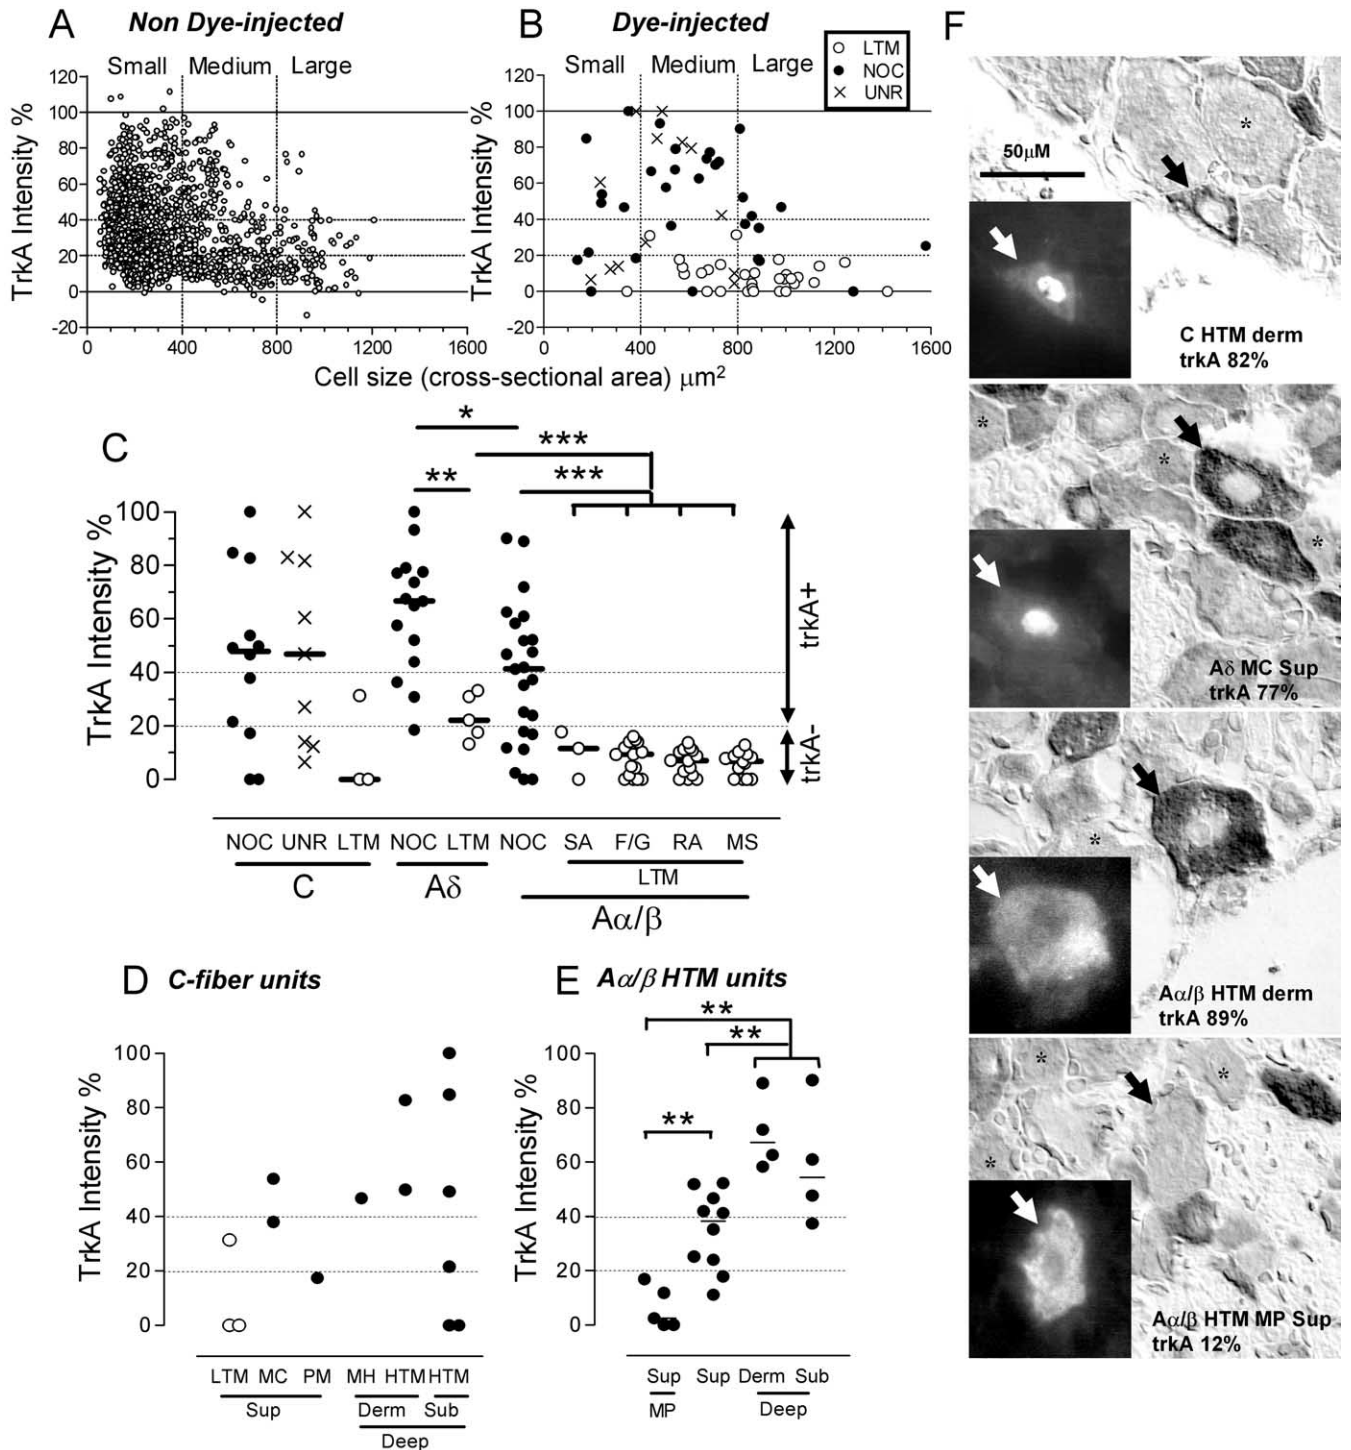 A Non Dye-injected
Small Medium Large
TrkA Intensity %
120
100
80
60
40
20
0
-20
0 400 800 1200 1600
B Dye-injected
LTM
NOC
UNR
Small Medium Large
TrkA Intensity %
120
100
80
60
40
20
0
-20
0 400 800 1200 1600
Cell size (cross-sectional area) μm²
C
*
***
**
***
TrkA Intensity %
100
80
60
40
20
0
trkA+
trkA-
NOC UNR LTM NOC LTM NOC SA F/G RA MS
LTM
C Aδ
Aα/β
D C-fiber units
TrkA Intensity %
100
80
60
40
20
0
LTM MC PM MH HTM HTM
Sup Derm Sub
Deep
E Aα/β HTM units
**
**
**
TrkA Intensity %
100
80
60
40
20
0
Sup Sup Derm Sub
MP Deep
F
*
50μM
C HTM derm
trkA 82%
*
*
*
Aδ MC Sup
trkA 77%
*
Aα/β HTM derm
trkA 89%
*
*
*
Aα/β HTM MP Sup
trkA 12%